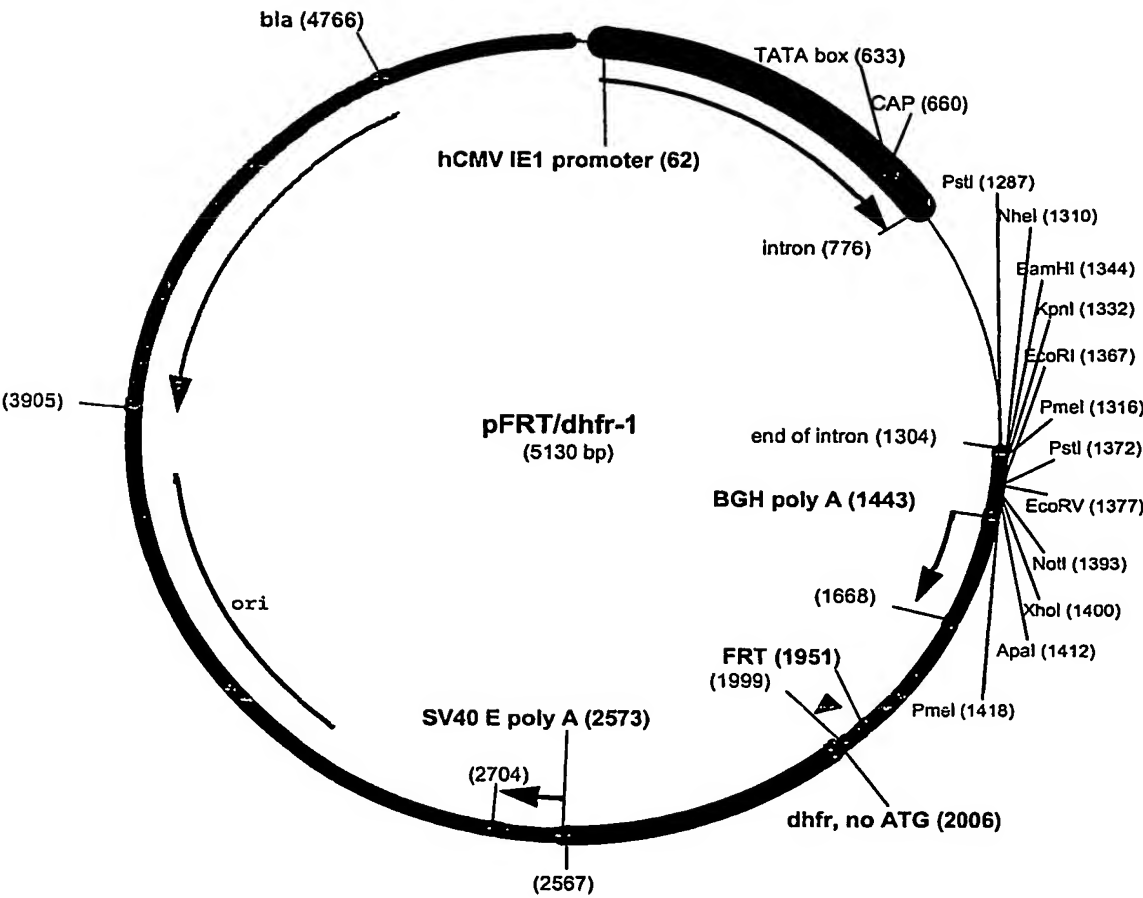 bla (4766)
TATA box (633)
CAP (660)
hCMV IE1 promoter (62)
PstI (1287)
NheI (1310)
intron (776)
BamHI (1344)
KpnI (1332)
EcoRI (1367)
(3905)
PmeI (1316)
pFRT/dhfr-1
(5130 bp)
end of intron (1304)
PstI (1372)
BGH poly A (1443)
EcoRV (1377)
NotI (1393)
(1668)
ori
XhoI (1400)
ApaI (1412)
FRT (1951)
(1999)
PmeI (1418)
SV40 E poly A (2573)
(2704)
dhfr, no ATG (2006)
(2567)